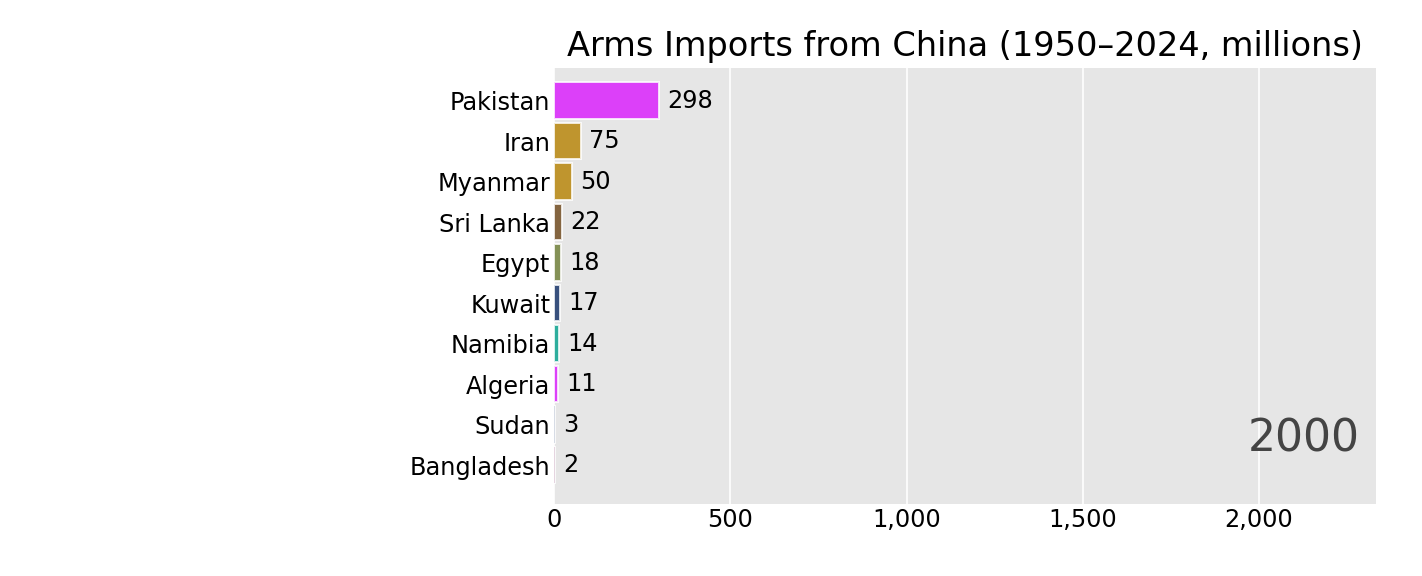 Arms Imports from China (1950–2024, millions)
Pakistan 298
Iran 75
Myanmar 50
Sri Lanka 22
Egypt 18
Kuwait 17
Namibia 14
Algeria 11
Sudan 3
2000
Bangladesh 2
0 500 1,000 1,500 2,000